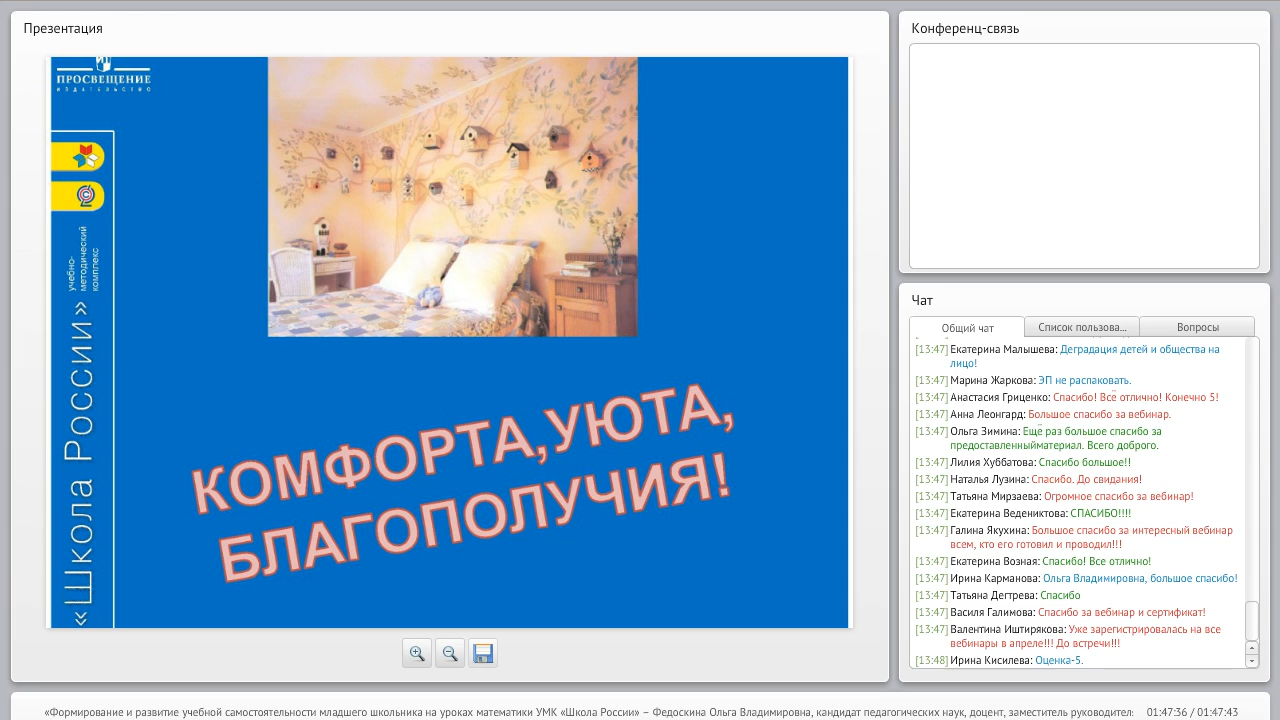 Презентация
ПРОСВЕЩЕНИЕ
ИЗДАТЕЛЬСТВО
«Школа России»
учебно-
методический
комплекс
КОМФОРТА,УЮТА,
БЛАГОПОЛУЧИЯ!
Конференц-связь
Чат
Общий чат
Список пользова...
Вопросы
[13:47] Екатерина Малышева: Деградация детей и общества на
лицо!
[13:47] Марина Жаркова: ЭП не распаковать.
[13:47] Анастасия Гриценко: Спасибо! Всё отлично! Конечно 5!
[13:47] Анна Леонгард: Большое спасибо за вебинар.
[13:47] Ольга Зимина: Ещё раз большое спасибо за
предоставленныйматериал. Всего доброго.
[13:47] Лилия Хуббатова: Спасибо большое!!
[13:47] Наталья Лузина: Спасибо. До свидания!
[13:47] Татьяна Мирзаева: Огромное спасибо за вебинар!
[13:47] Екатерина Ведениктова: СПАСИБО!!!!
[13:47] Галина Якухина: Большое спасибо за интересный вебинар
всем, кто его готовил и проводил!!!
[13:47] Екатерина Возная: Спасибо! Все отлично!
[13:47] Ирина Карманова: Ольга Владимировна, большое спасибо!
[13:47] Татьяна Дегтрева: Спасибо
[13:47] Василя Галимова: Спасибо за вебинар и сертификат!
[13:47] Валентина Иштирякова: Уже зарегистрировалась на все
вебинары в апреле!!! До встречи!!!
[13:48] Ирина Кисилева: Оценка-5.
«Формирование и развитие учебной самостоятельности младшего школьника на уроках математики УМК «Школа России» – Федоскина Ольга Владимировна, кандидат педагогических наук, доцент, заместитель руководител:
01:47:36 / 01:47:43